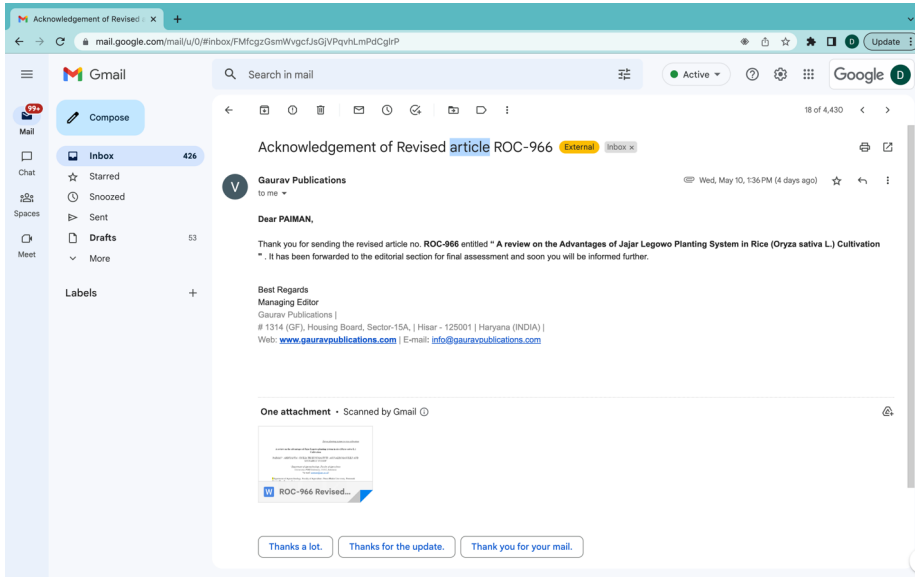 Acknowledgement of Revised a
mail.google.com/mail/u/0/#inbox/FMfcgzGsmWvgcfJsGjVPqvhLmPdCglrP
Update
Gmail
Search in mail
Active
Google
D
99+
Mail
Compose
18 of 4,430
Inbox
426
Chat
Starred
Snoozed
Spaces
Sent
Drafts
53
Meet
More
Labels
Acknowledgement of Revised article ROC-966 External Inbox x
V
Gaurav Publications
Wed, May 10, 1:36 PM (4 days ago)
to me
Dear PAIMAN,
Thank you for sending the revised article no. ROC-966 entitled “ A review on the Advantages of Jajar Legowo Planting System in Rice (Oryza sativa L.) Cultivation
” . It has been forwarded to the editorial section for final assessment and soon you will be informed further.
Best Regards
Managing Editor
Gaurav Publications |
# 1314 (GF), Housing Board, Sector-15A, | Hisar - 125001 | Haryana (INDIA) |
Web: www.gauravpublications.com | E-mail: info@gauravpublications.com
One attachment • Scanned by Gmail
W ROC-966 Revised...
Thanks a lot.
Thanks for the update.
Thank you for your mail.